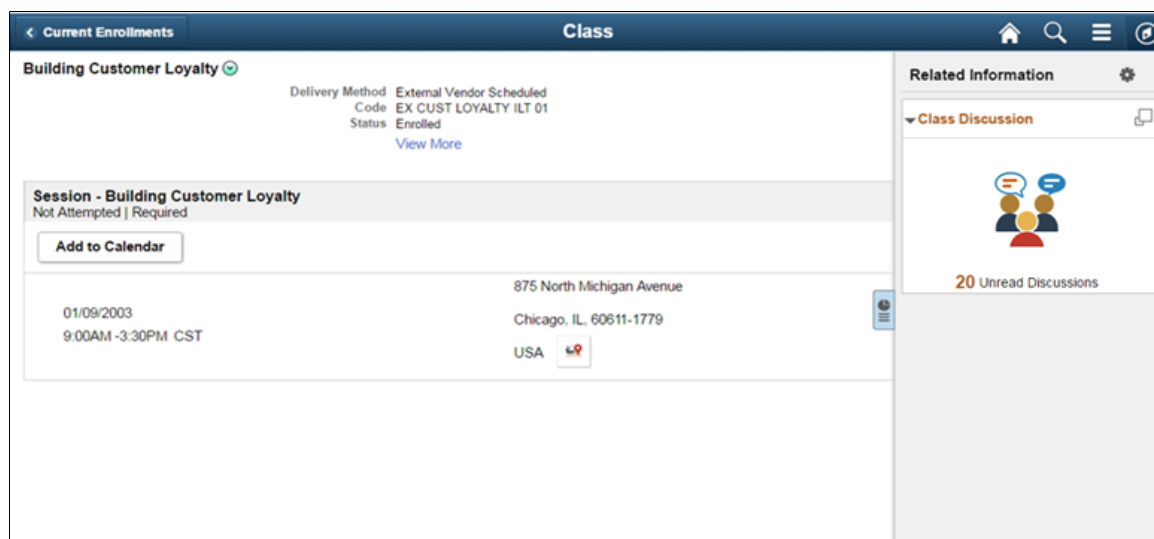 Current Enrollments
Class
Building Customer Loyalty
Delivery Method External Vendor Scheduled
Code EX CUST LOYALTY ILT 01
Status Enrolled
View More
Session - Building Customer Loyalty
Not Attempted | Required
Add to Calendar
01/09/2003
9:00AM -3:30PM CST
875 North Michigan Avenue
Chicago, IL, 60611-1779
USA
Related Information
Class Discussion
20 Unread Discussions